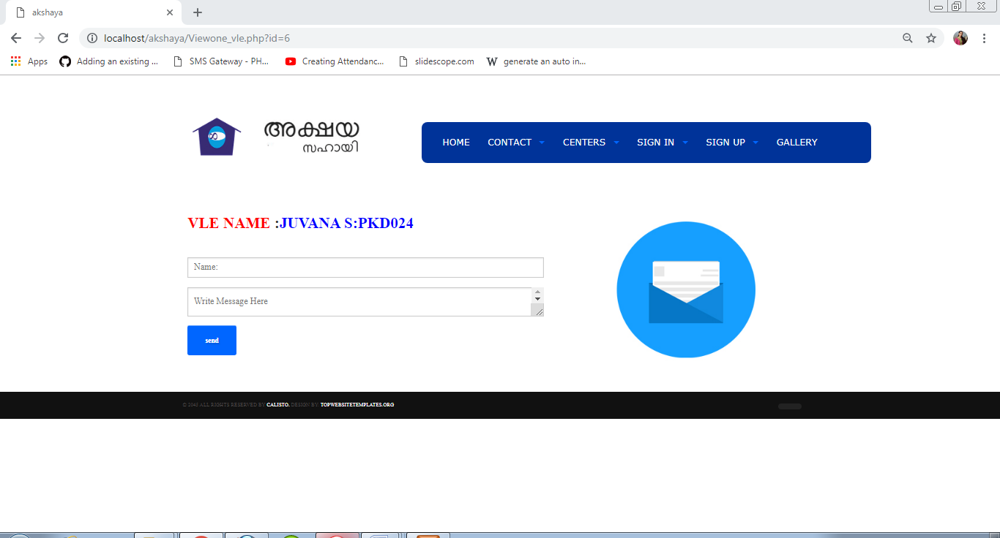 akshaya
localhost/akshaya/Viewone_vle.php?id=6
Apps Adding an existing ... SMS Gateway - PH... Creating Attendanc... slidescope.com W generate an auto in...
അക്ഷയ
സഹായി
HOME CONTACT CENTERS SIGN IN SIGN UP GALLERY
VLE NAME :JUVANA S:PKD024
Name:
Write Message Here
send
© 2045 ALL RIGHTS RESERVED BY CALISTO. DESIGN BY: TOPWEBSITETEMPLATES.ORG